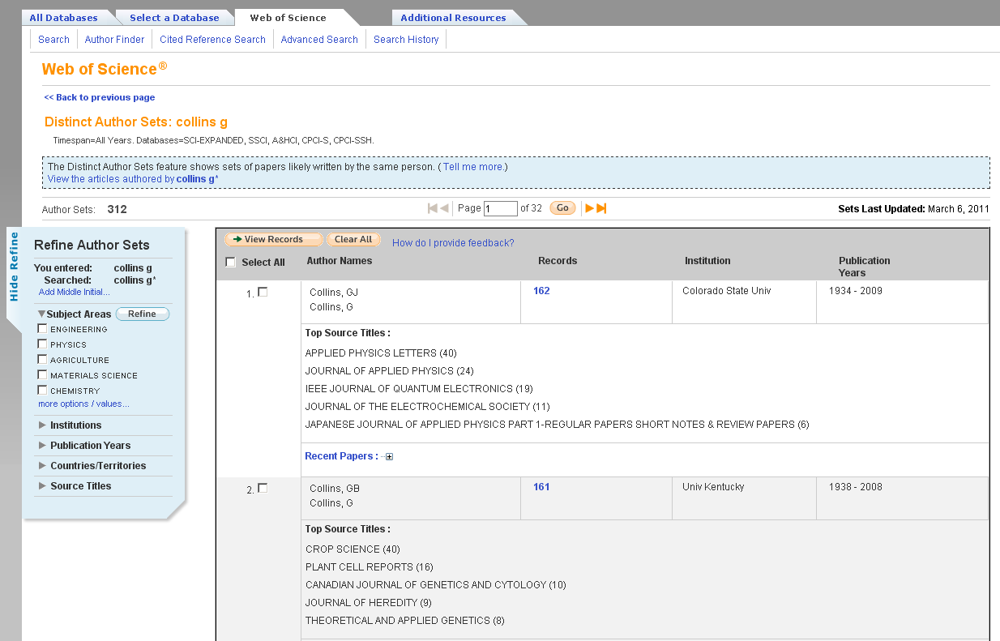 All Databases Select a Database Web of Science Additional Resources
Search Author Finder Cited Reference Search Advanced Search Search History
Web of Science®
<< Back to previous page
Distinct Author Sets: collins g
Timespan=All Years. Databases=SCI-EXPANDED, SSCI, A&HCI, CPCI-S, CPCI-SSH.
The Distinct Author Sets feature shows sets of papers likely written by the same person. ( Tell me more.)
View the articles authored by collins g*
Author Sets: 312 Page 1 of 32 Go Sets Last Updated: March 6, 2011
Hide Refine
Refine Author Sets
You entered: collins g
Searched: collins g*
Add Middle Initial...
Subject Areas Refine
ENGINEERING
PHYSICS
AGRICULTURE
MATERIALS SCIENCE
CHEMISTRY
more options / values...
Institutions
Publication Years
Countries/Territories
Source Titles
View Records Clear All How do I provide feedback?
Select All Author Names Records Institution Publication Years
1. Collins, GJ 162 Colorado State Univ 1934 - 2009
Collins, G
Top Source Titles :
APPLIED PHYSICS LETTERS (40)
JOURNAL OF APPLIED PHYSICS (24)
IEEE JOURNAL OF QUANTUM ELECTRONICS (19)
JOURNAL OF THE ELECTROCHEMICAL SOCIETY (11)
JAPANESE JOURNAL OF APPLIED PHYSICS PART 1-REGULAR PAPERS SHORT NOTES & REVIEW PAPERS (6)
Recent Papers :
2. Collins, GB 161 Univ Kentucky 1938 - 2008
Collins, G
Top Source Titles :
CROP SCIENCE (40)
PLANT CELL REPORTS (16)
CANADIAN JOURNAL OF GENETICS AND CYTOLOGY (10)
JOURNAL OF HEREDITY (9)
THEORETICAL AND APPLIED GENETICS (8)